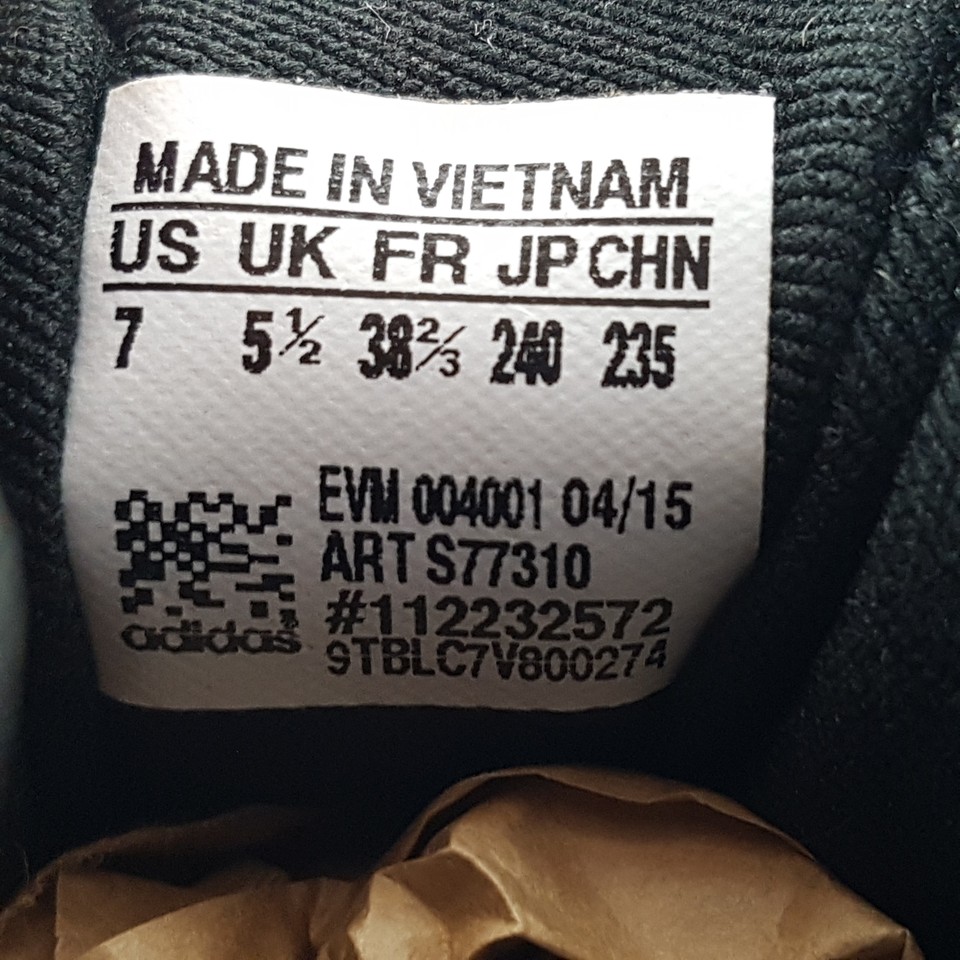 MADE IN VIETNAM
US UK FR JP CHN
7 5½ 38⅔ 240 235
EVM 004001 04/15
ART S77310
#112232572
adidas
9TBLC7V800274